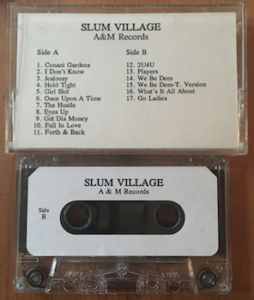 SLUM VILLAGE
A&M Records
Side A
1. Conant Gardens
2. I Don't Know
3. Jealousy
4. Hold Tight
5. Girl Shit
6. Once Upon A Time
7. The Hustle
8. Eyes Up
9. Got Dis Money
10. Fall In Love
11. Forth & Back
Side B
12. 2U4U
13. Players
14. We Be Dem
15. We Be Dem-T. Version
16. What's It All About
17. Go Ladies
SLUM VILLAGE
A & M Records
Side
B